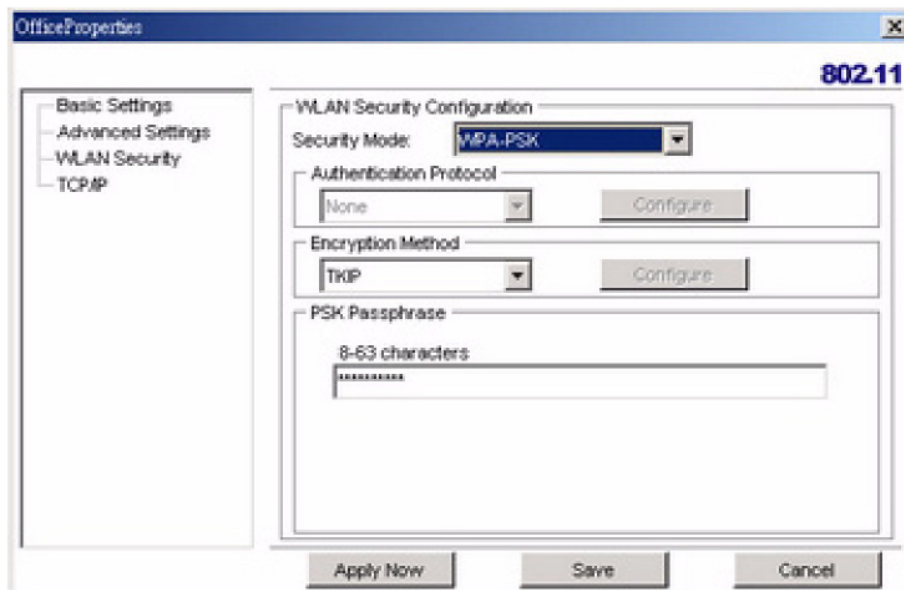 OfficeProperties
802.11
Basic Settings
Advanced Settings
WLAN Security
TCP/IP
WLAN Security Configuration
Security Mode: WPA-PSK
Authentication Protocol
None Configure
Encryption Method
TKIP Configure
PSK Passphrase
8-63 characters
**********
Apply Now Save Cancel